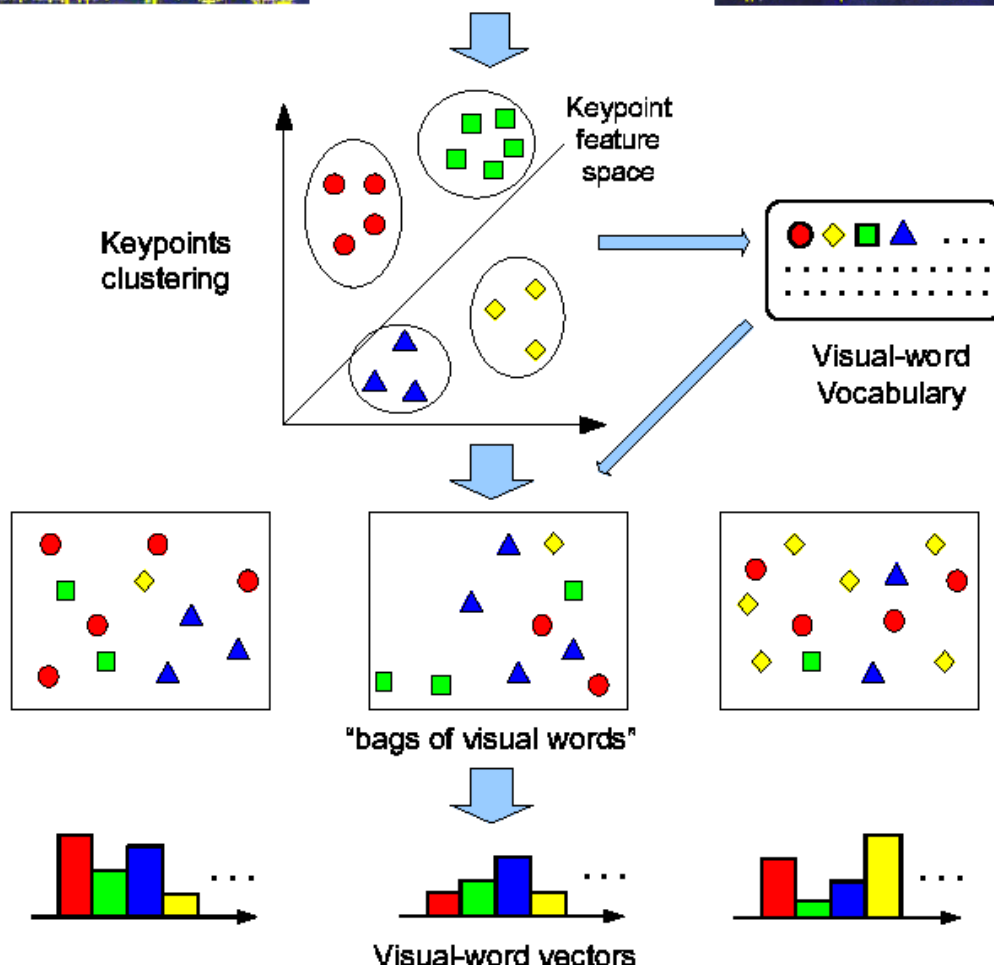 Keypoint
feature
space
Keypoints
clustering
. . .
Visual-word
Vocabulary
"bags of visual words"
. . .
. . .
. . .
Visual-word vectors